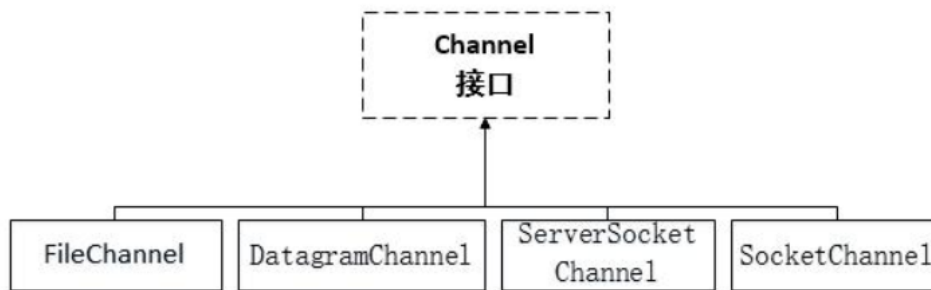 Channel
接口
FileChannel
DatagramChannel
ServerSocket
Channel
SocketChannel